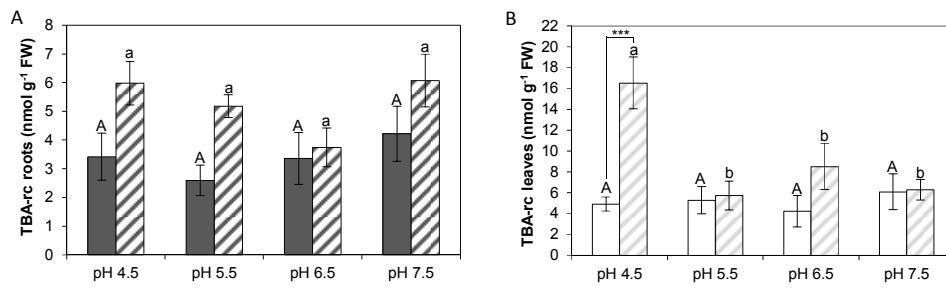 A
TBA-rc roots (nmol g⁻¹ FW)
8
7
6
5
4
3
2
1
0
A a A a A a A a
pH 4.5 pH 5.5 pH 6.5 pH 7.5
B
TBA-rc leaves (nmol g⁻¹ FW)
22
20
18
16
14
12
10
8
6
4
2
0
***
A a A b A b A b
pH 4.5 pH 5.5 pH 6.5 pH 7.5